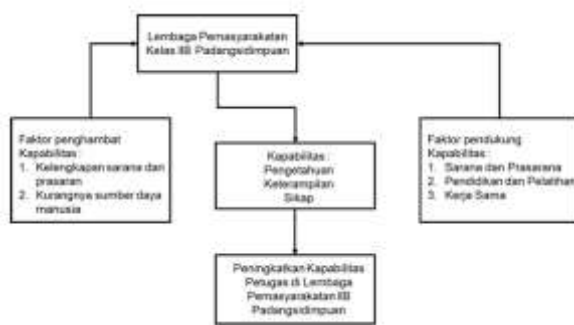 Lembaga Pemasyarakatan
Kelas IIB Padangsidimpuan
Faktor penghambat
Kapabilitas :
1. Kelengkapan sarana dan
prasaran
2. Kurangnya sumber daya
manusia
Kapabilitas :
Pengetahuan
Keterampilan
Sikap
Faktor pendukung
Kapabilitas :
1. Sarana dan Prasarana
2. Pendidikan dan Pelatihan
3. Kerja Sama
Peningkatkan Kapabilitas
Petugas di Lembaga
Pemasyarakatan IIB
Padangsidimpuan